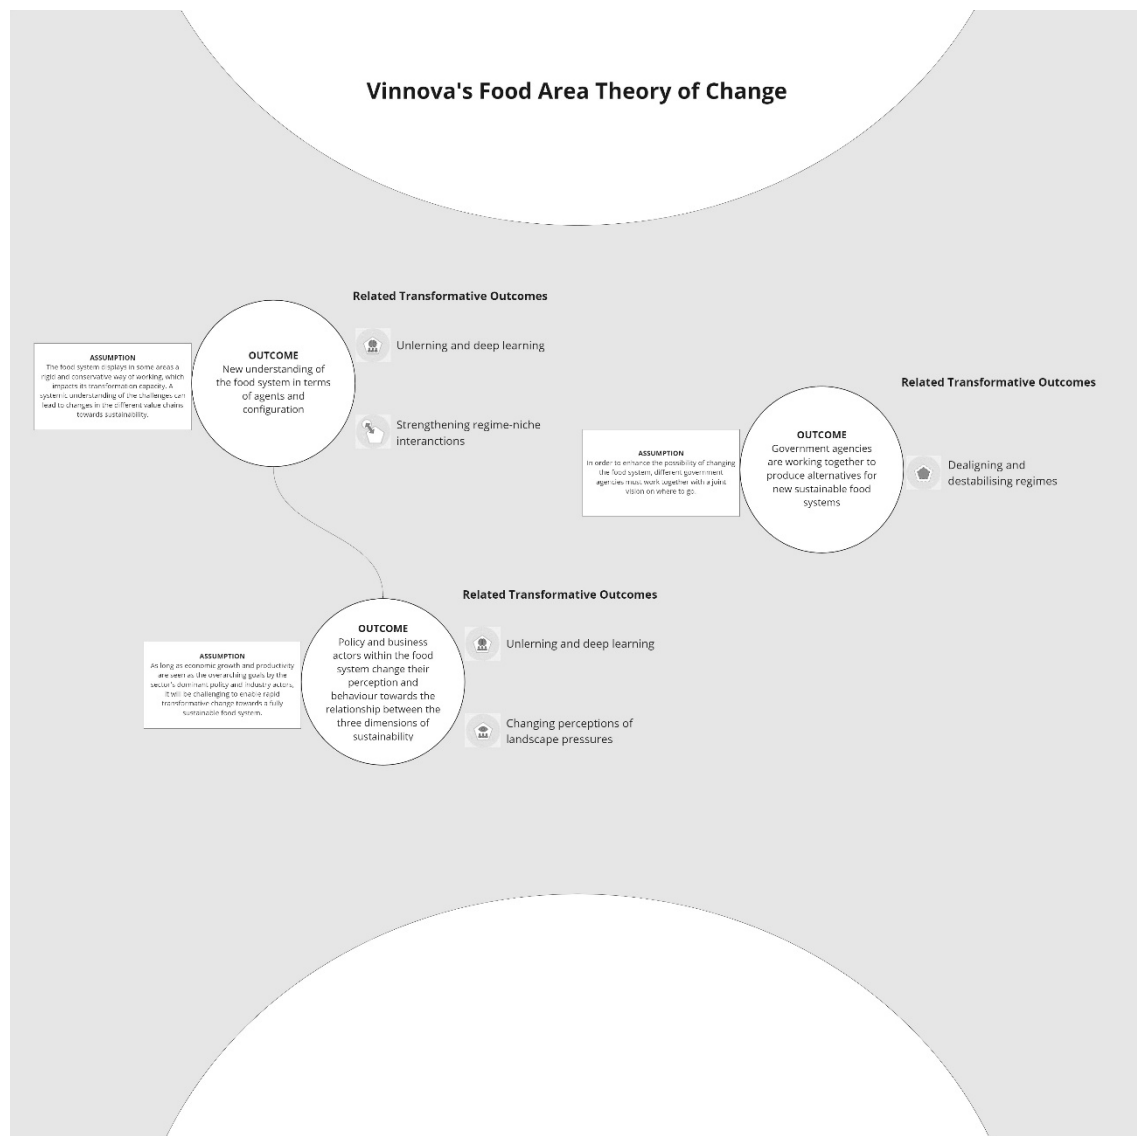 Vinnova's Food Area Theory of Change
Related Transformative Outcomes
ASSUMPTION
The food system displays in some areas a
rigid and conservative way of working, which
impacts its transformation capacity. A
systemic understanding of the challenges can
lead to changes in the different value chains
towards sustainability.
OUTCOME
New understanding of
the food system in terms
of agents and
configuration
Unlerning and deep learning
Strengthening regime-niche
interanctions
Related Transformative Outcomes
ASSUMPTION
In order to enhance the possibility of changing
the food system, different government
agencies must work together with a joint
vision on where to go.
OUTCOME
Government agencies
are working together to
produce alternatives for
new sustainable food
systems
Dealigning and
destabilising regimes
Related Transformative Outcomes
ASSUMPTION
As long as economic growth and productivity
are seen as the overarching goals by the
sector's dominant policy and industry actors,
it will be challenging to enable rapid
transformative change towards a fully
sustainable food system.
OUTCOME
Policy and business
actors within the food
system change their
perception and
behaviour towards the
relationship between the
three dimensions of
sustainability
Unlerning and deep learning
Changing perceptions of
landscape pressures